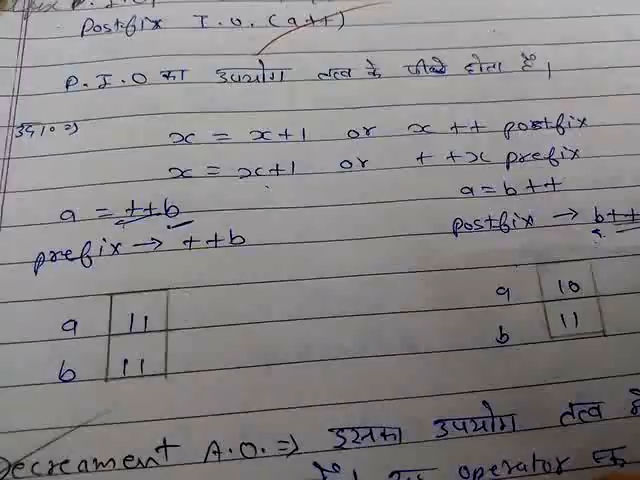 Postfix I.O. (a++)
P.I.O का उपयोग तत्व के पीछे होता है।
उदा० => x = x+1 or x ++ postfix
x = x+1 or + +x prefix
a = ++b
a = b ++
prefix → ++b
postfix → b++
a 11
b 11
a 10
b 11
Decreament A.O. => इसका उपयोग तत्व
operator